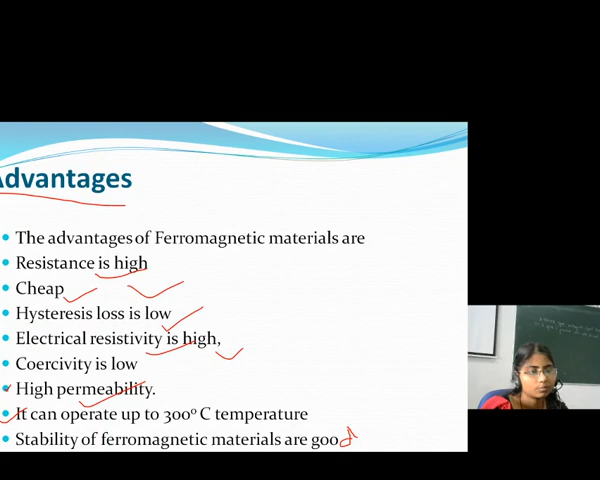 Advantages
The advantages of Ferromagnetic materials are
Resistance is high
Cheap
Hysteresis loss is low
Electrical resistivity is high,
Coercivity is low
High permeability.
It can operate up to 300º C temperature
Stability of ferromagnetic materials are good